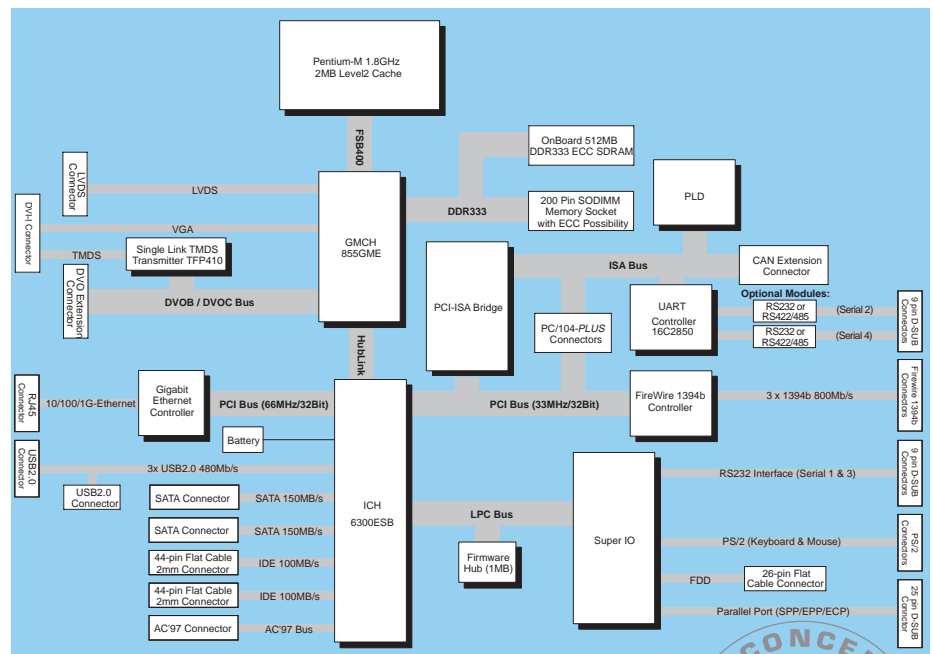 Pentium-M 1.8GHz
2MB Level2 Cache
FSB400
OnBoard 512MB
DDR333 ECC SDRAM
200 Pin SODIMM
Memory Socket
with ECC Possibility
DDR333
PLD
LVDS
Connector
LVDS
DVI-I Connector
VGA
TMDS
Single Link TMDS
Transmitter TFP410
DVO Extension
Connector
DVOB / DVOC Bus
GMCH
855GME
PCI-ISA Bridge
ISA Bus
CAN Extension
Connector
PC/104-PLUS
Connectors
UART
Controller
16C2850
Optional Modules:
RS232 or
RS422/485
(Serial 2)
RS232 or
RS422/485
(Serial 4)
9 pin D-SUB
Connectors
HubLink
RJ45
Connector
10/100/1G-Ethernet
Gigabit
Ethernet
Controller
PCI Bus (66MHz/32Bit)
PCI Bus (33MHz/32Bit)
FireWire 1394b
Controller
3 x 1394b 800Mb/s
Firewire 1394b
Connectors
Battery
USB2.0
Connector
3x USB2.0 480Mb/s
USB2.0
Connector
ICH
6300ESB
SATA Connector
SATA 150MB/s
SATA Connector
SATA 150MB/s
44-pin Flat Cable
2mm Connector
IDE 100MB/s
44-pin Flat Cable
2mm Connector
IDE 100MB/s
AC'97 Connector
AC'97 Bus
LPC Bus
Firmware
Hub (1MB)
Super IO
RS232 Interface (Serial 1 & 3)
9 pin D-SUB
Connectors
PS/2 (Keyboard & Mouse)
PS/2
Connectors
FDD
26-pin Flat
Cable Connector
Parallel Port (SPP/EPP/ECP)
25 pin D-SUB
Connctor